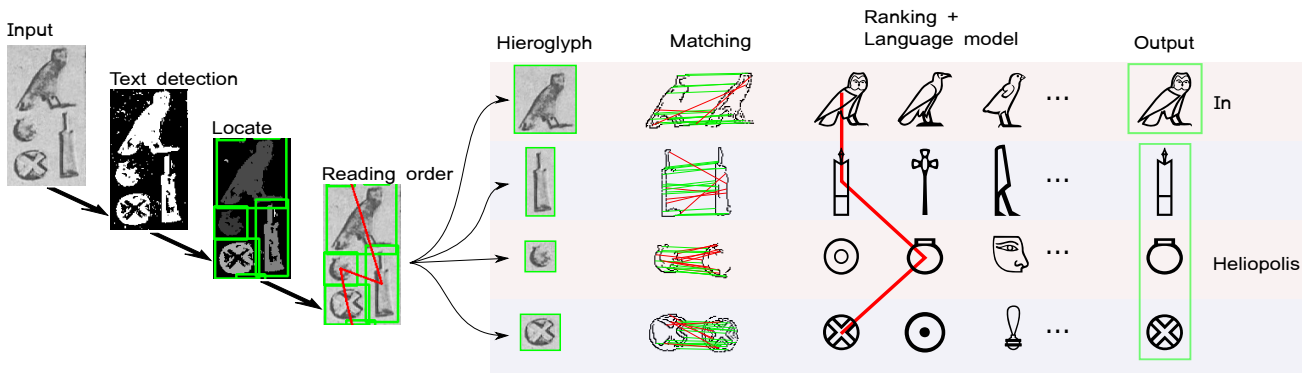 Input
Text detection
Locate
Reading order
Hieroglyph
Matching
Ranking +
Language model
Output
...
In
...
...
Heliopolis
...